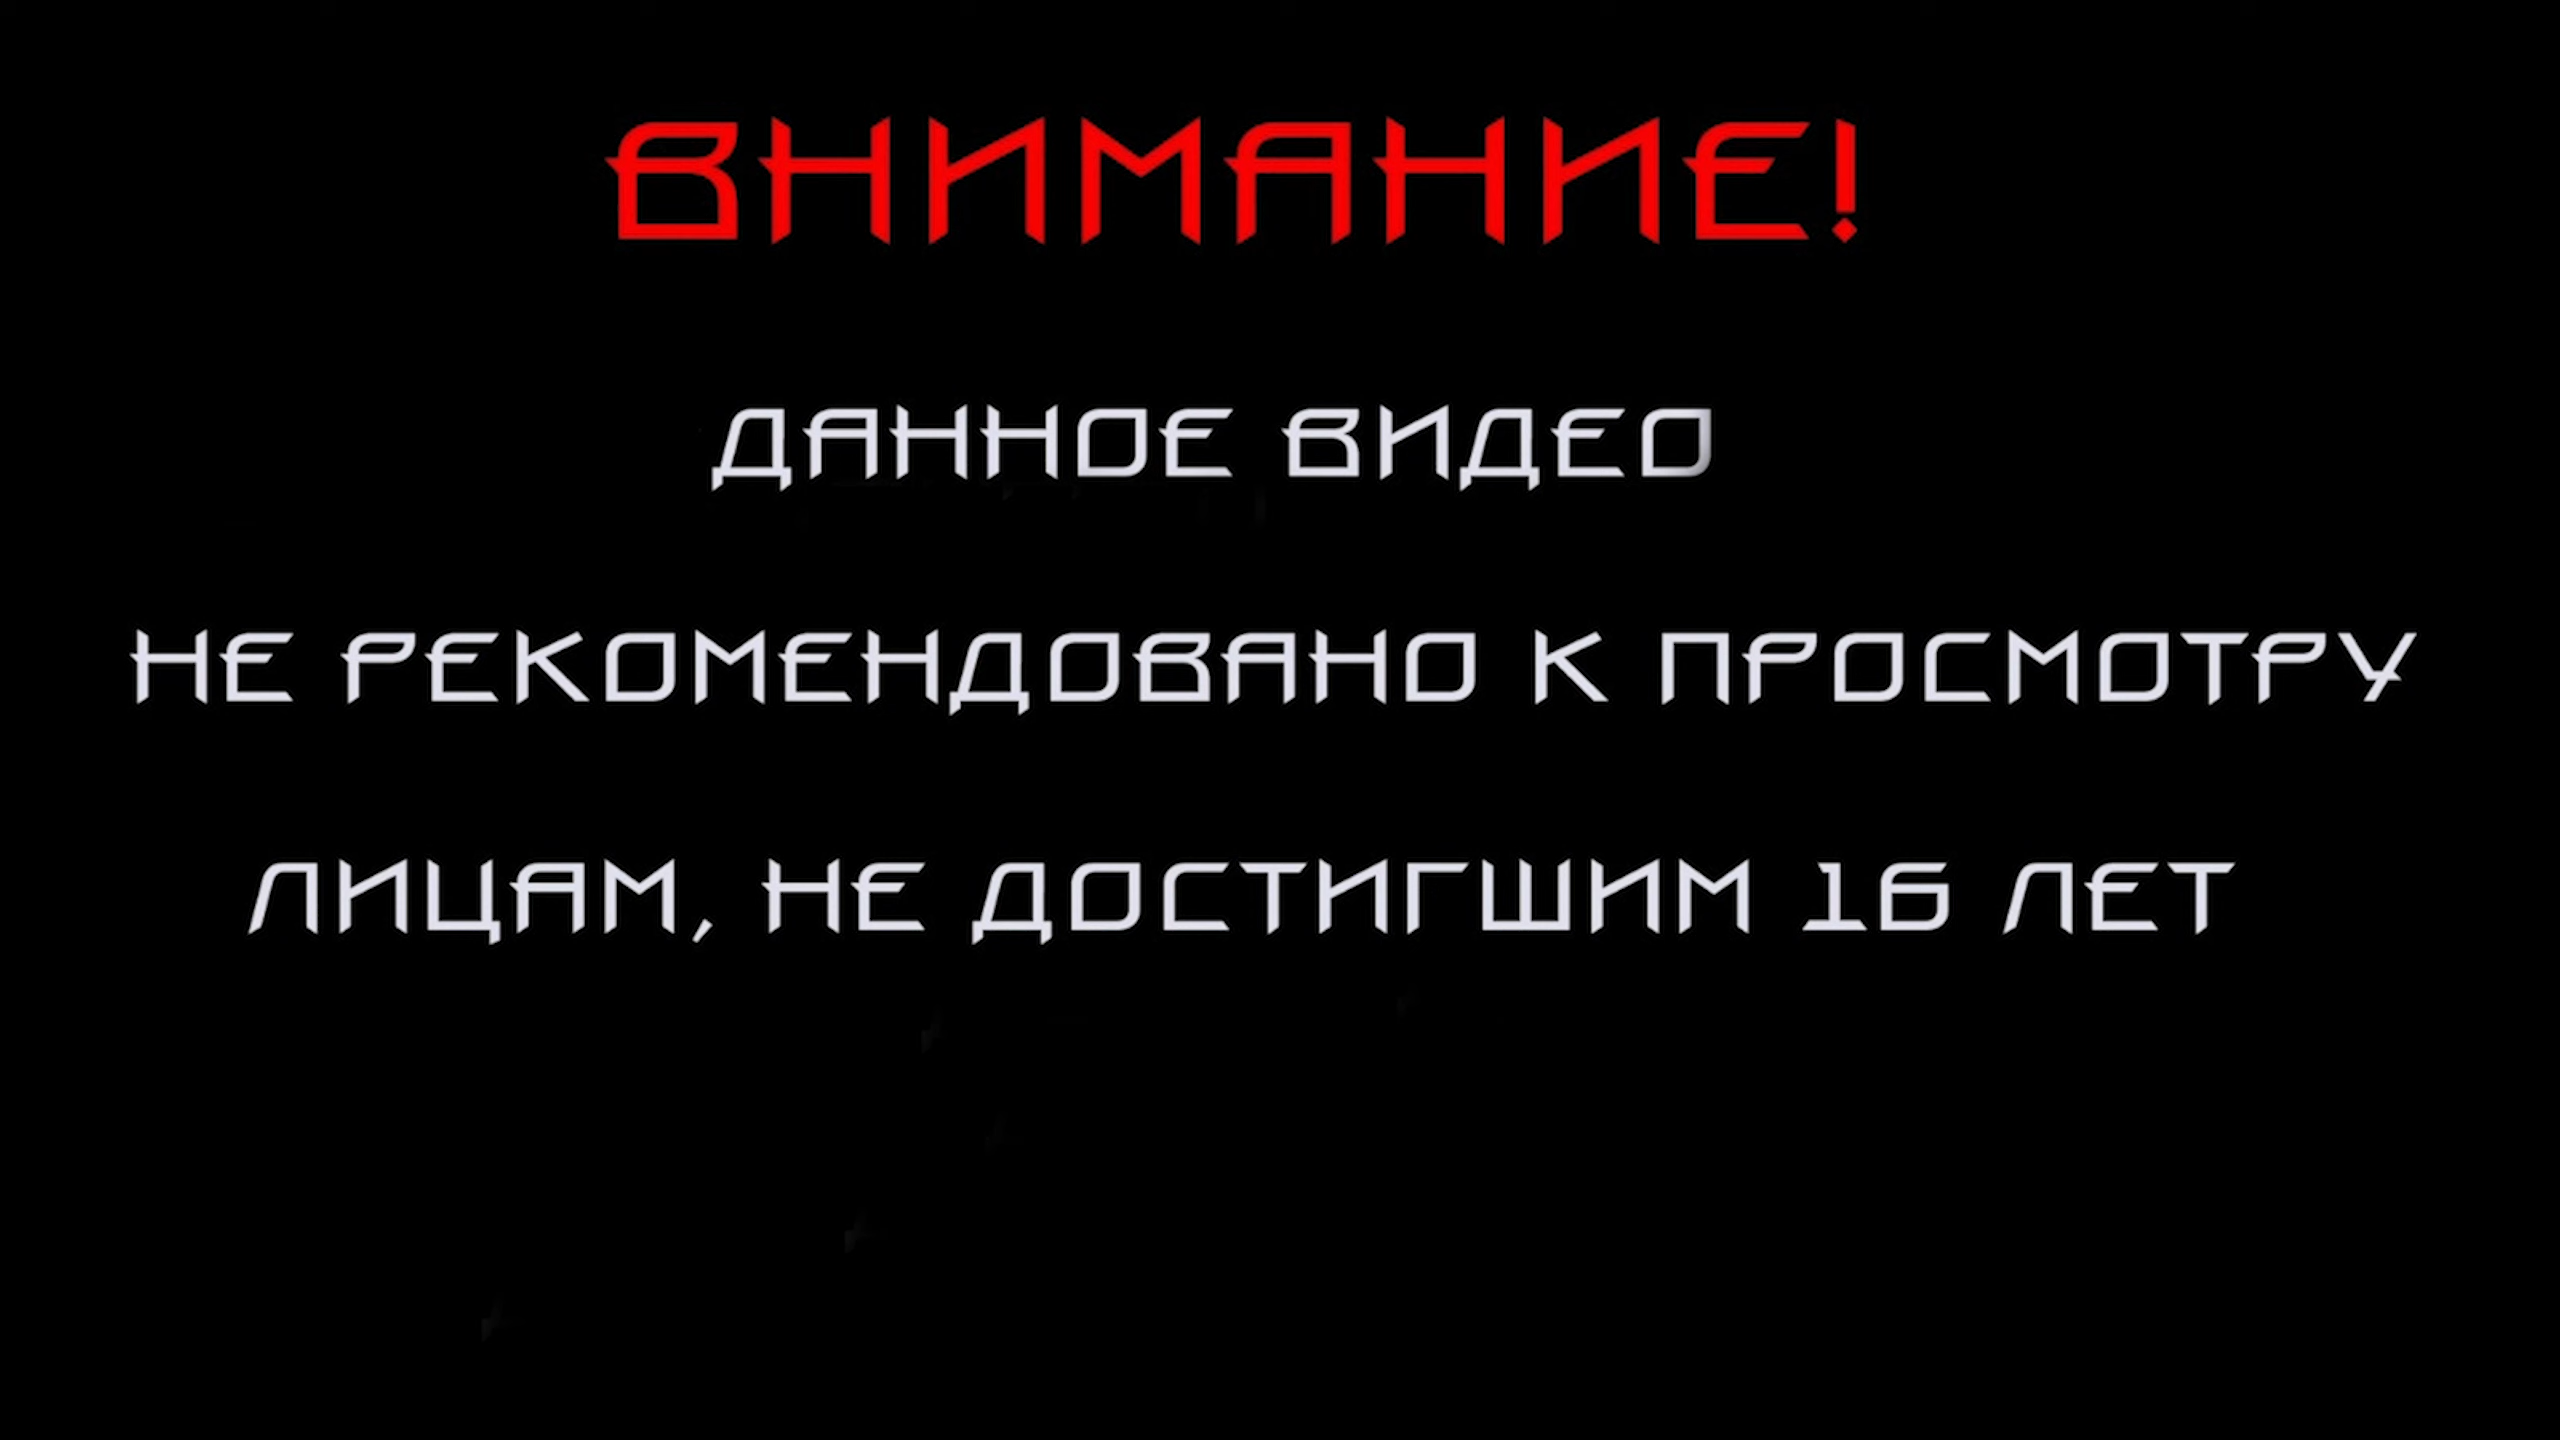 ВНИМАНИЕ!
ДАННОЕ ВИДЕО
НЕ РЕКОМЕНДОВАНО К ПРОСМОТРУ
ЛИЦАМ, НЕ ДОСТИГШИМ 16 ЛЕТ